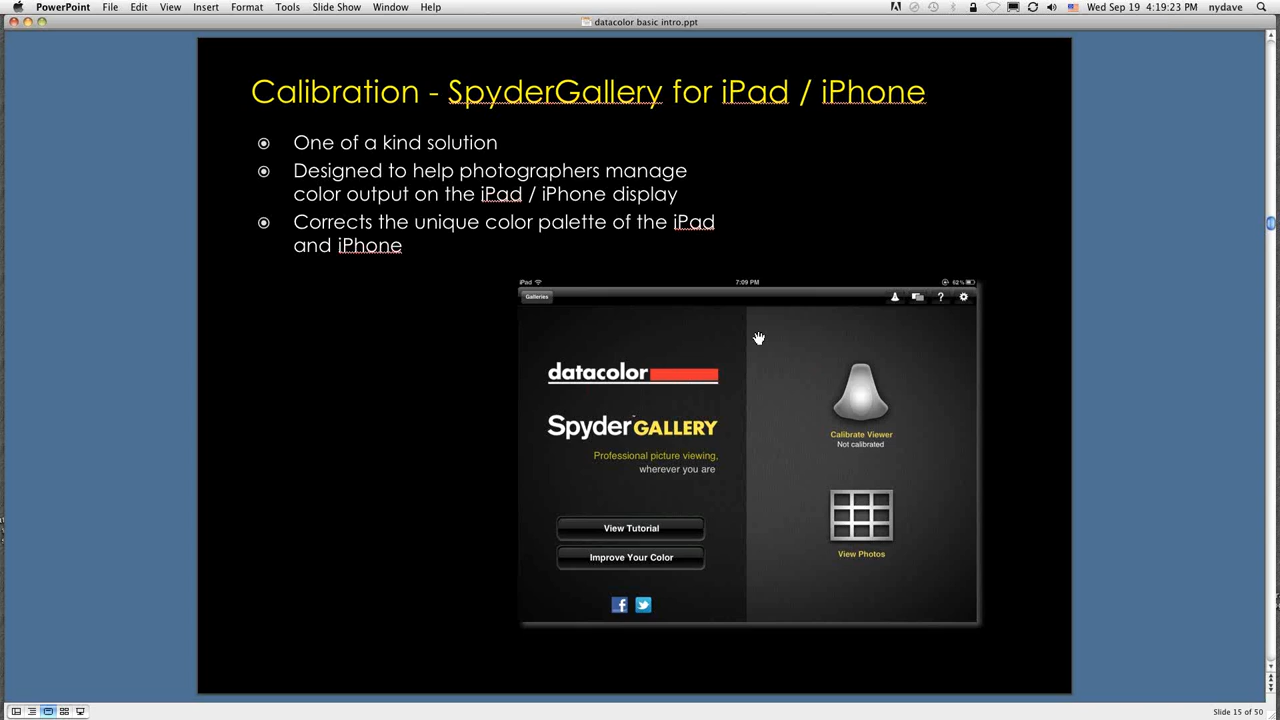 PowerPoint File Edit View Insert Format Tools Slide Show Window Help Wed Sep 19 4:19:23 PM nydave
datacolor basic intro.ppt
Calibration - SpyderGallery for iPad / iPhone
One of a kind solution
Designed to help photographers manage
color output on the iPad / iPhone display
Corrects the unique color palette of the iPad
and iPhone
iPad 7:09 PM 62%
Galleries ?
datacolor
SpyderGALLERY
Professional picture viewing,
wherever you are
View Tutorial
Improve Your Color
Calibrate Viewer
Not calibrated
View Photos
Slide 15 of 50